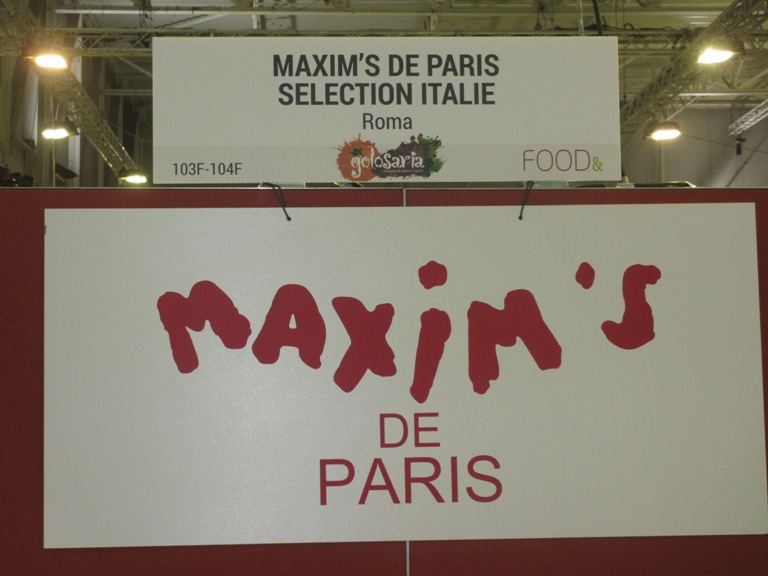 MAXIM'S DE PARIS
SELECTION ITALIE
Roma
103F-104F
golosaria
FOOD&
MAXIM'S
DE
PARIS